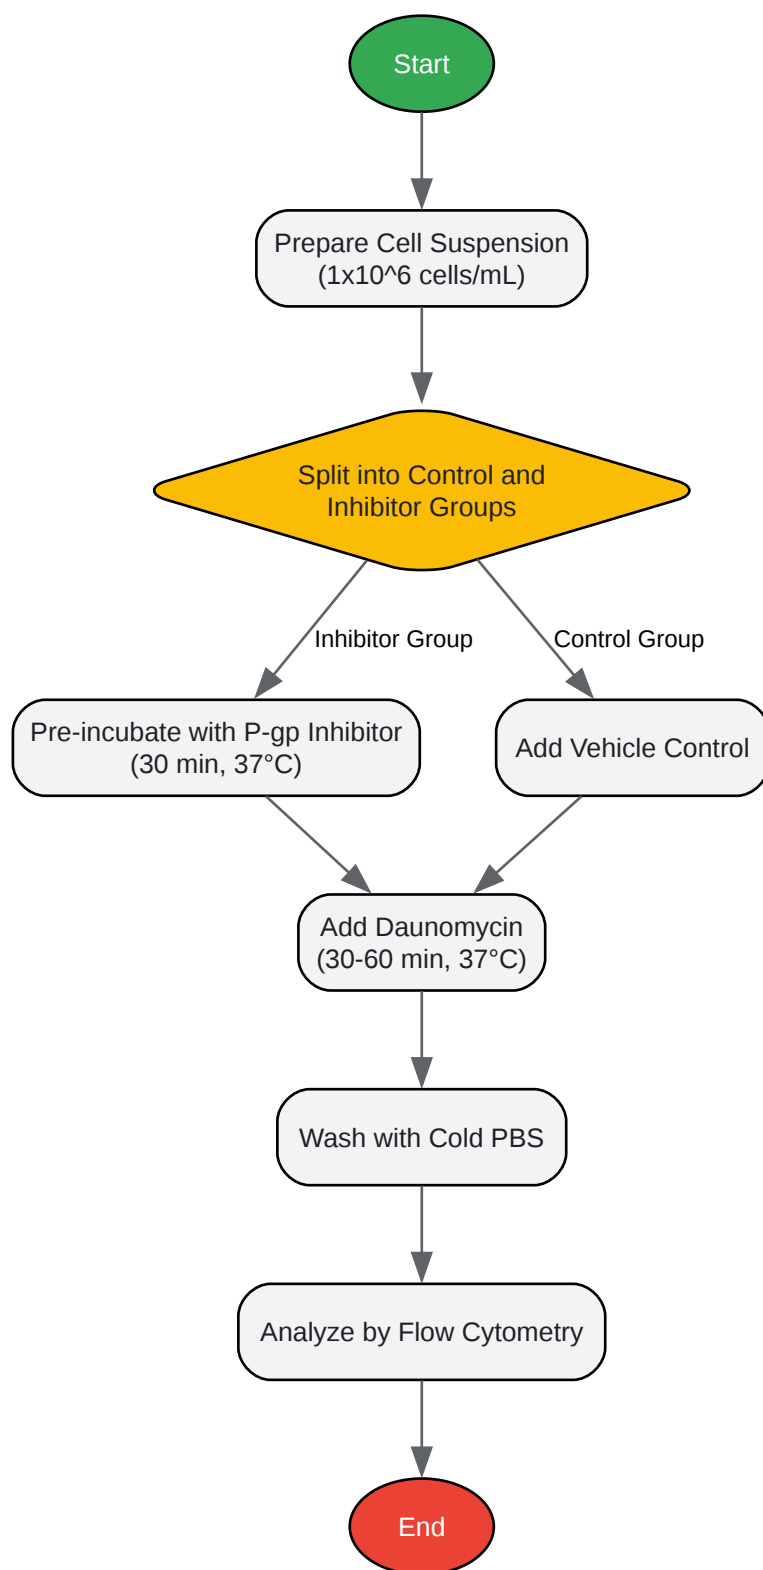 Start
Prepare Cell Suspension
(1x10^6 cells/mL)
Split into Control and
Inhibitor Groups
Inhibitor Group
Control Group
Pre-incubate with P-gp Inhibitor
(30 min, 37°C)
Add Vehicle Control
Add Daunomycin
(30-60 min, 37°C)
Wash with Cold PBS
Analyze by Flow Cytometry
End